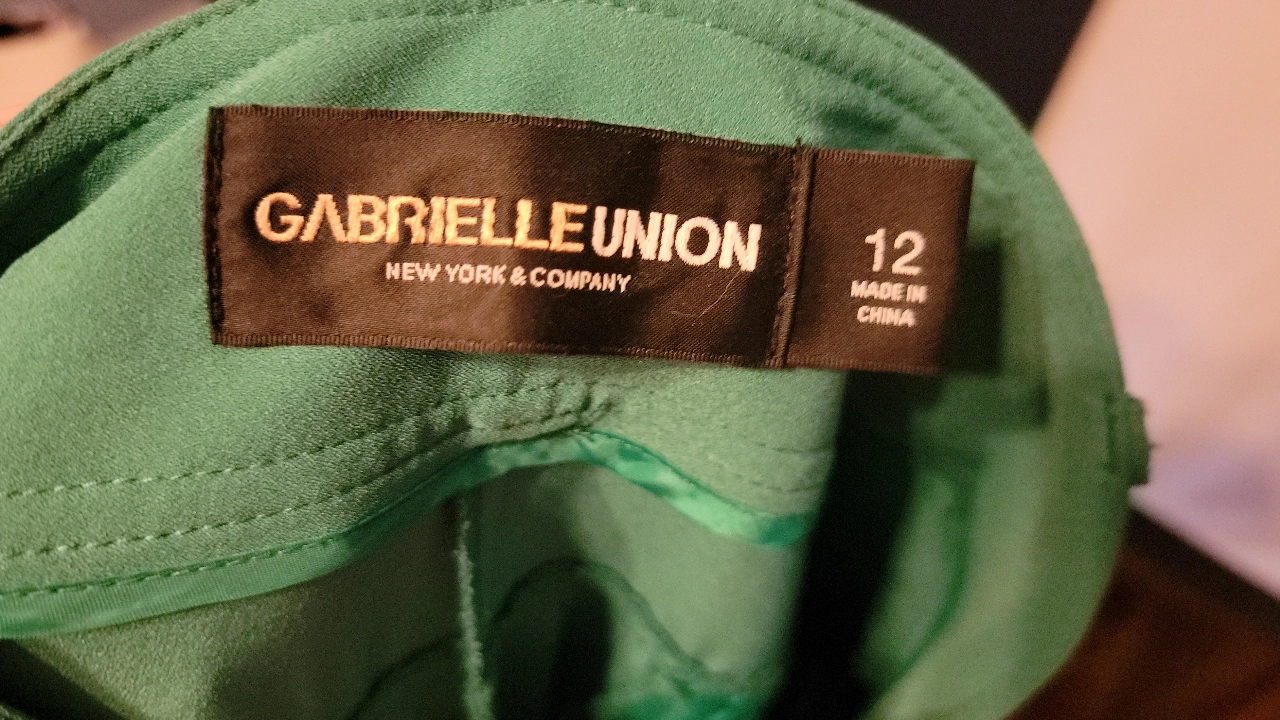 GABRIELLE UNION
NEW YORK & COMPANY
12
MADE IN
CHINA